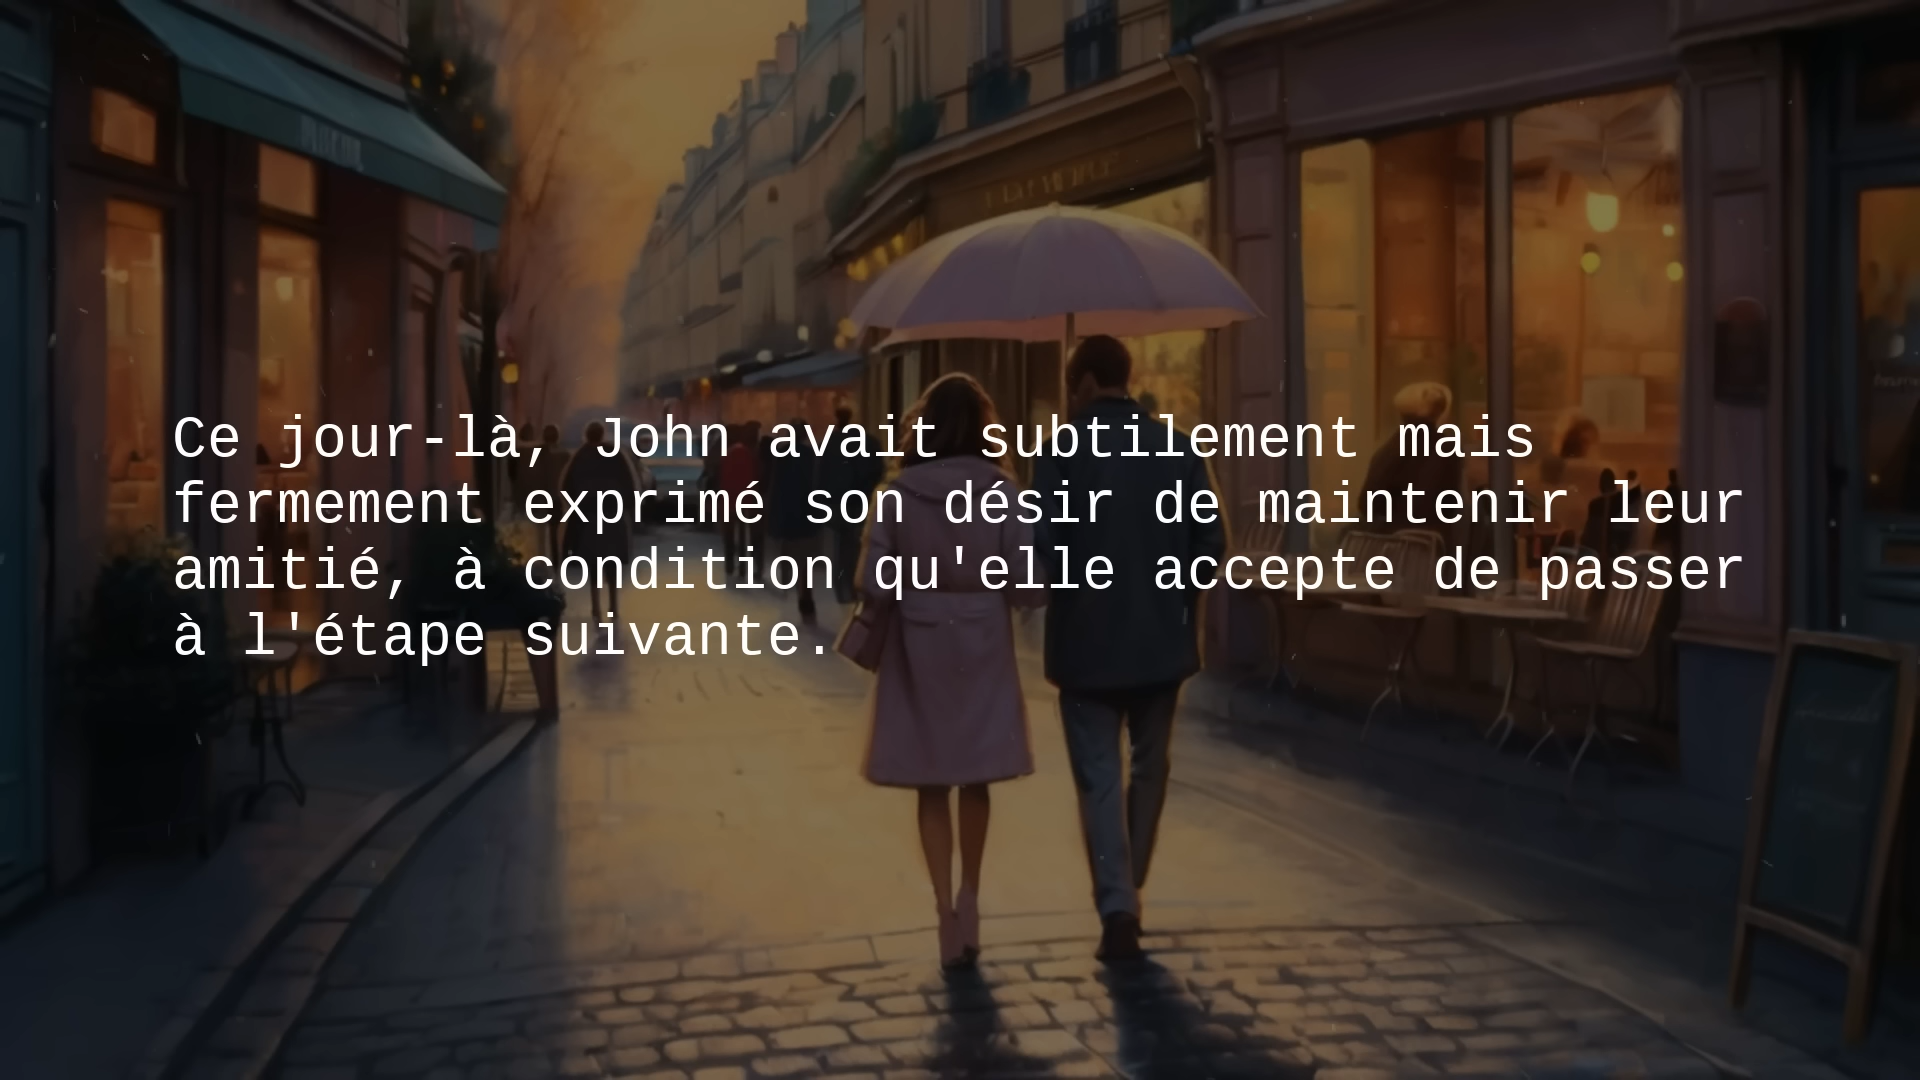 Ce jour-là, John avait subtilement mais
fermement exprimé son désir de maintenir leur
amitié, à condition qu'elle accepte de passer
à l'étape suivante.